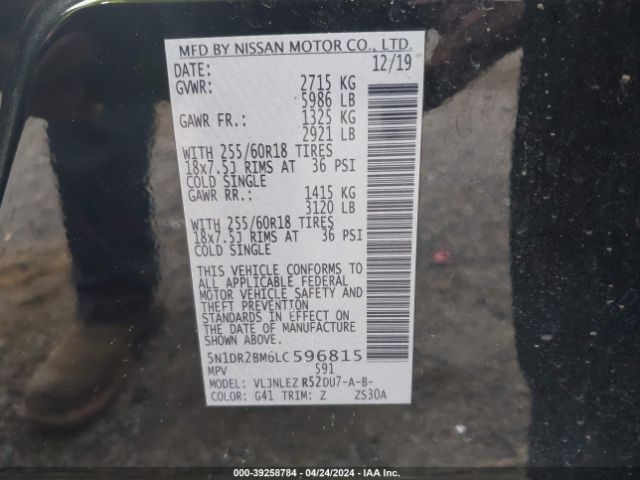 MFD BY NISSAN MOTOR CO., LTD.
DATE: 12/19
GVWR: 2715 KG
5986 LB
GAWR FR.: 1325 KG
2921 LB
WITH 255/60R18 TIRES
18x7.5J RIMS AT 36 PSI
COLD SINGLE
GAWR RR.: 1415 KG
3120 LB
WITH 255/60R18 TIRES
18x7.5J RIMS AT 36 PSI
COLD SINGLE
THIS VEHICLE CONFORMS TO
ALL APPLICABLE FEDERAL
MOTOR VEHICLE SAFETY AND
THEFT PREVENTION
STANDARDS IN EFFECT ON
THE DATE OF MANUFACTURE
SHOWN ABOVE.
5N1DR2BM6LC596815
MPV 591
MODEL: VLJNLEZ R52DU7-A-B-
COLOR: G41 TRIM: Z ZS30A
000-39258784 - 04/24/2024 - IAA Inc.